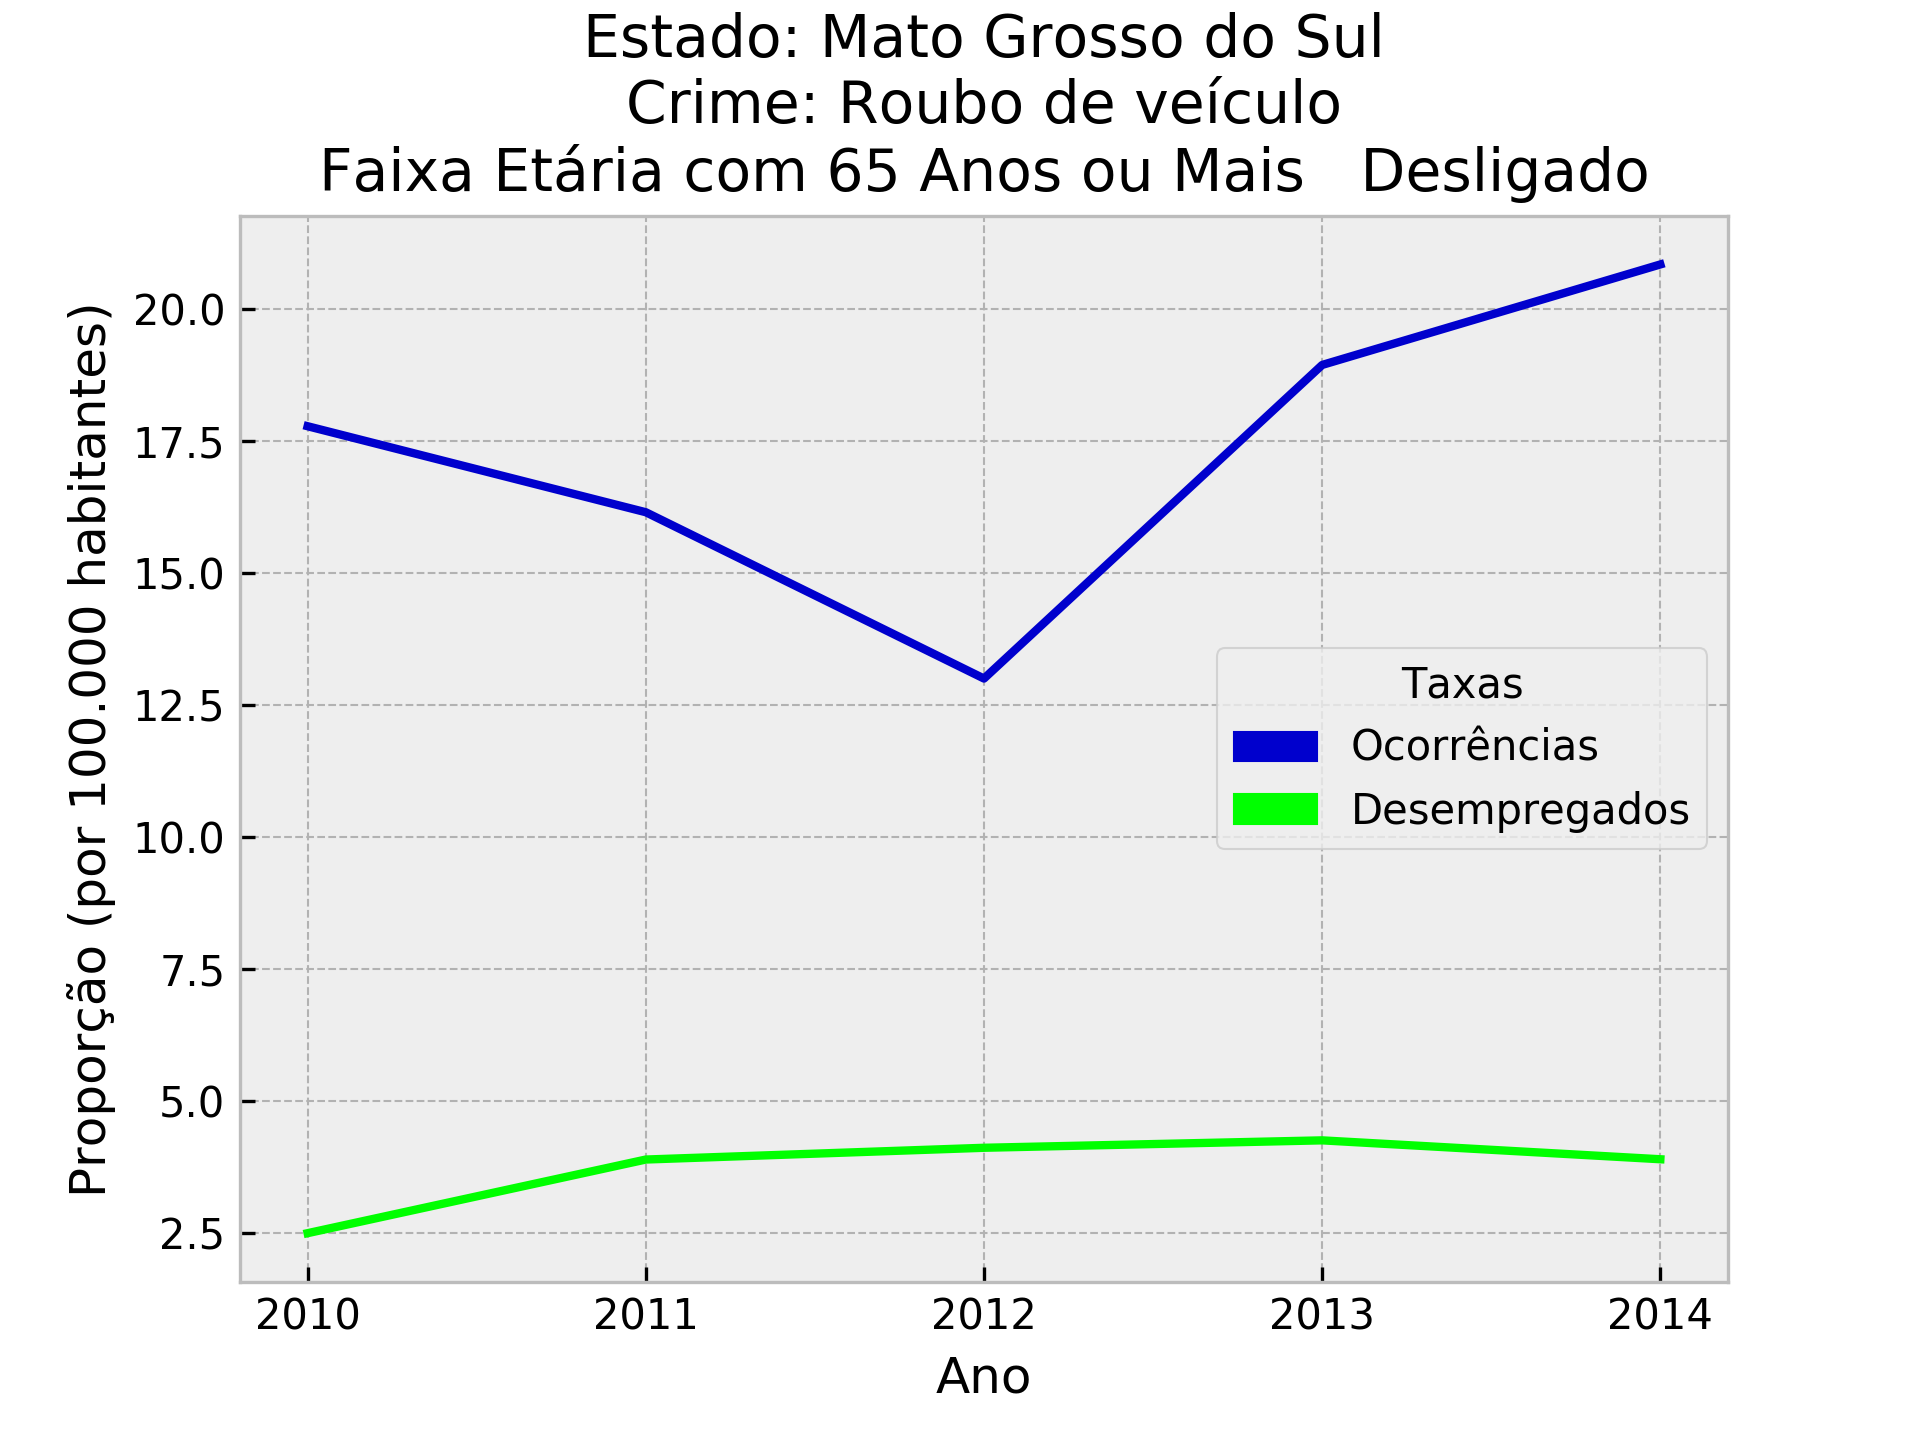 Estado: Mato Grosso do Sul
Crime: Roubo de veículo
Faixa Etária com 65 Anos ou Mais   Desligado
Proporção (por 100.000 habitantes)
20.0
17.5
15.0
12.5
10.0
7.5
5.0
2.5
Taxas
Ocorrências
Desempregados
2010 2011 2012 2013 2014
Ano